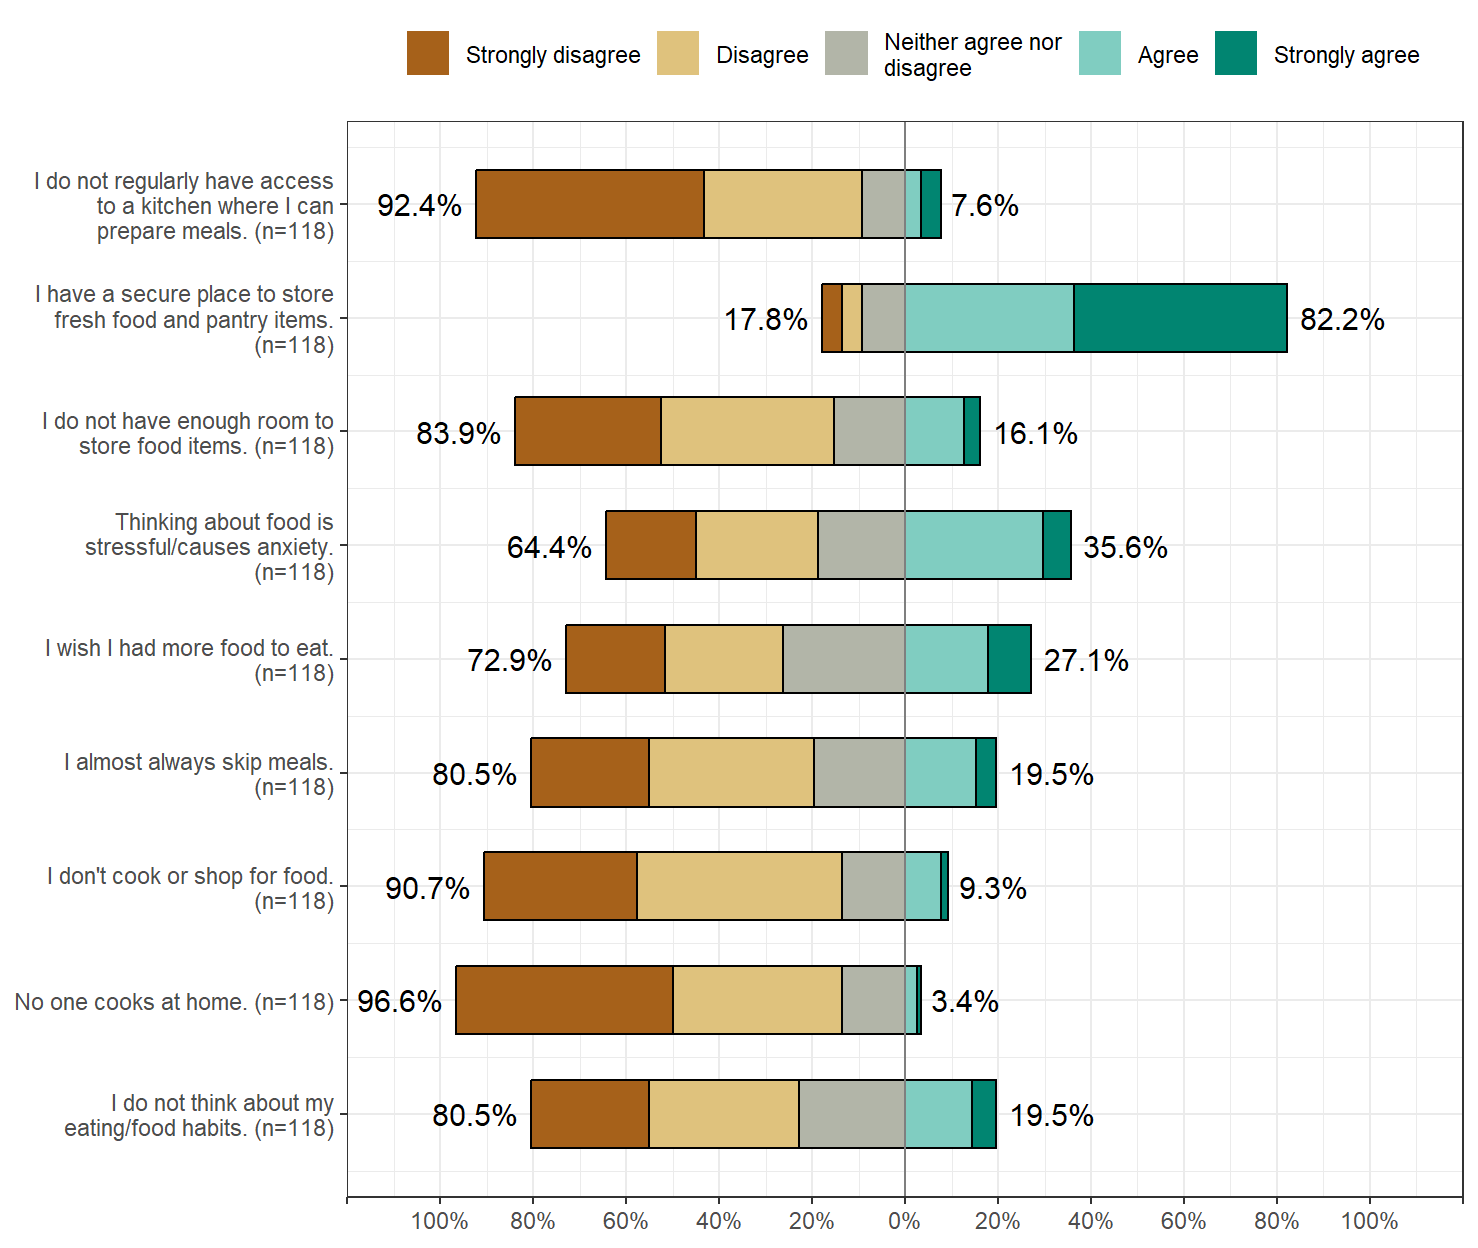 Strongly disagree
Disagree
Neither agree nor
disagree
Agree
Strongly agree
I do not regularly have access
to a kitchen where I can
prepare meals. (n=118)
92.4%
7.6%
I have a secure place to store
fresh food and pantry items.
(n=118)
17.8%
82.2%
I do not have enough room to
store food items. (n=118)
83.9%
16.1%
Thinking about food is
stressful/causes anxiety.
(n=118)
64.4%
35.6%
I wish I had more food to eat.
(n=118)
72.9%
27.1%
I almost always skip meals.
(n=118)
80.5%
19.5%
I don't cook or shop for food.
(n=118)
90.7%
9.3%
No one cooks at home. (n=118)
96.6%
3.4%
I do not think about my
eating/food habits. (n=118)
80.5%
19.5%
100%
80%
60%
40%
20%
0%
20%
40%
60%
80%
100%